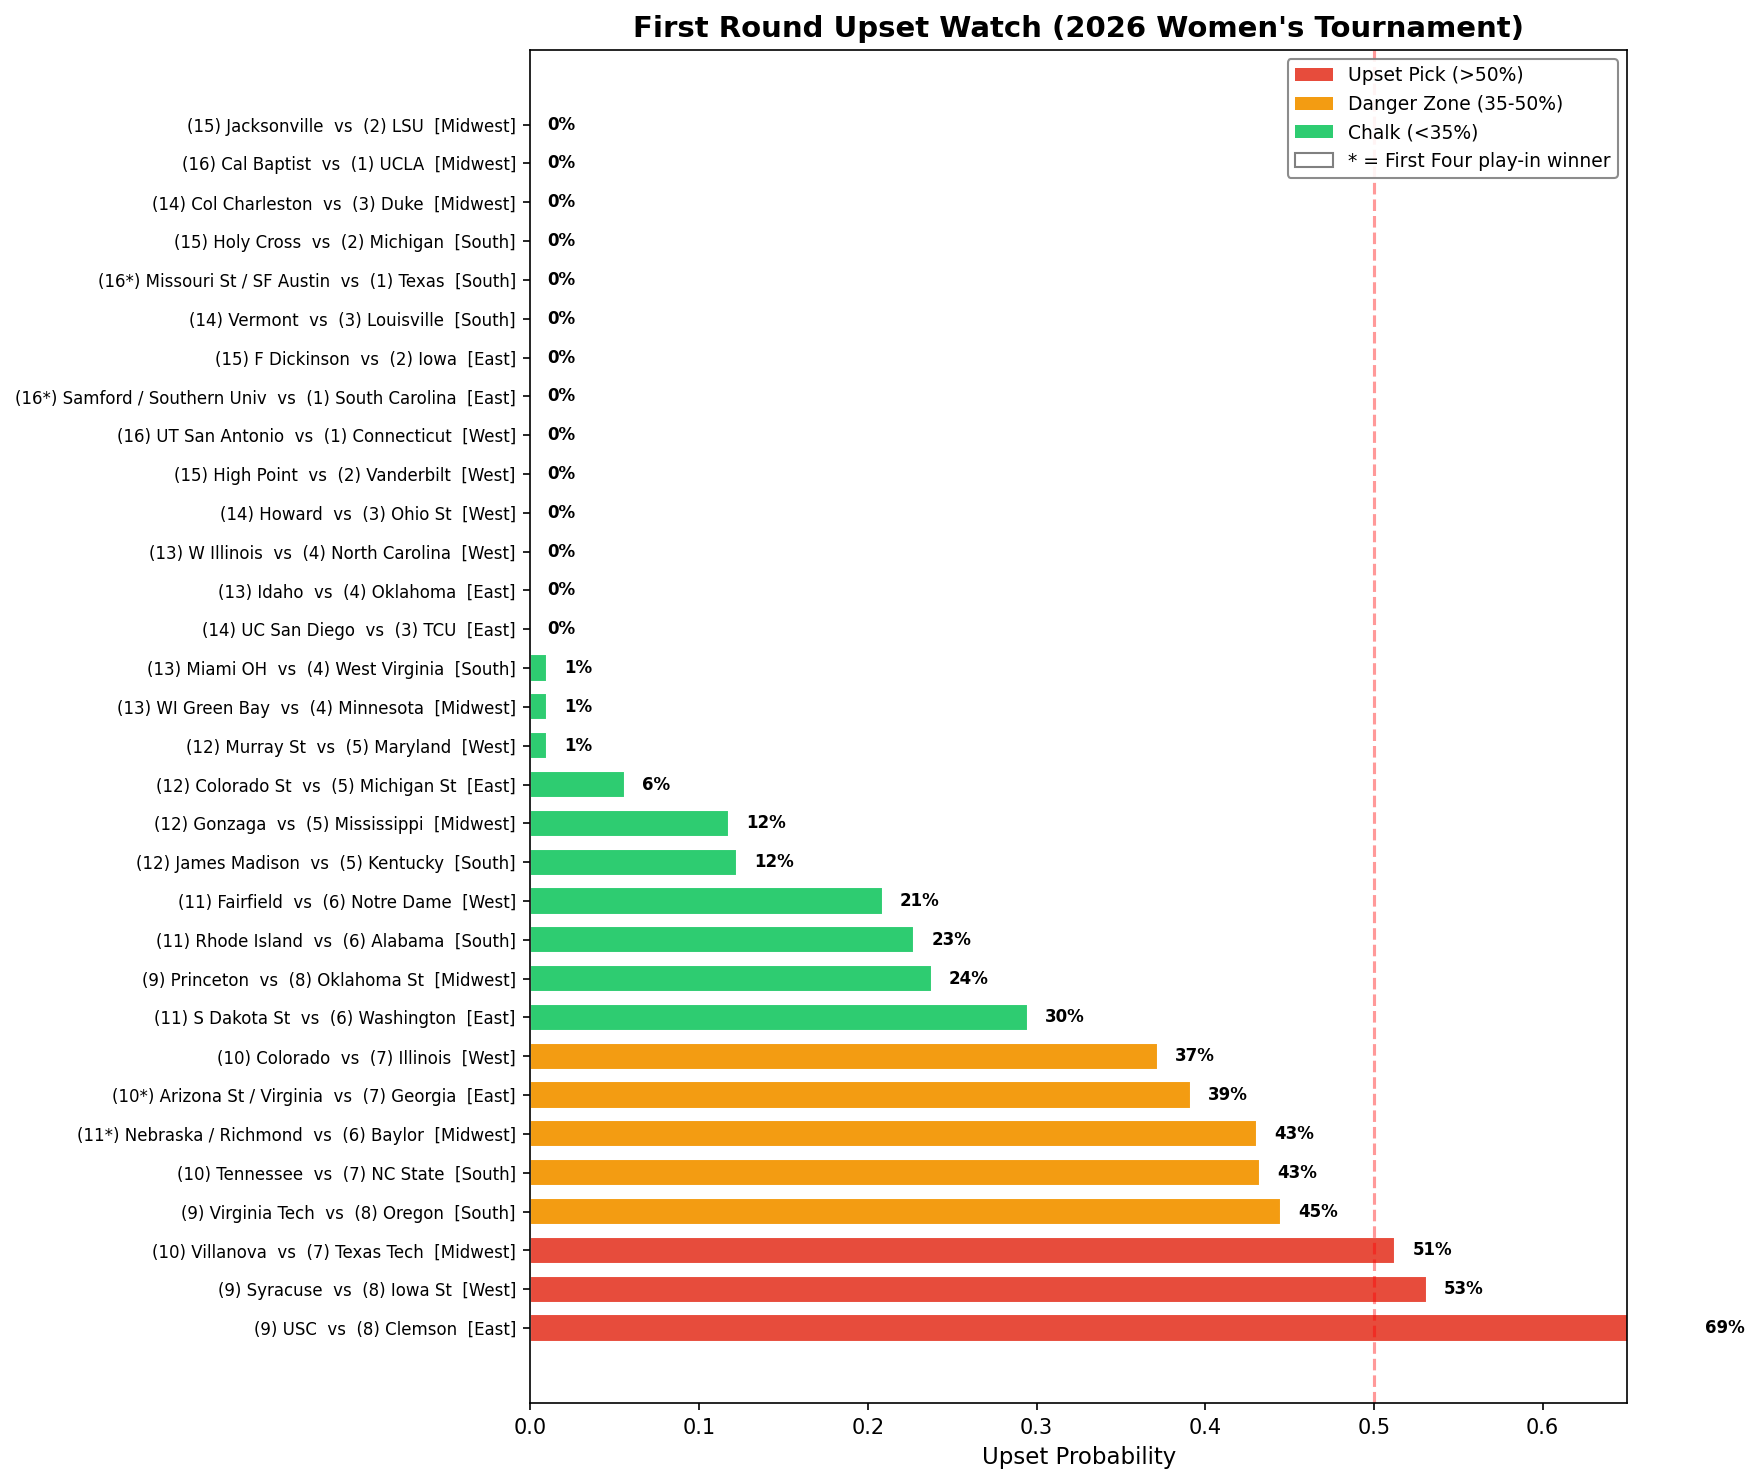 First Round Upset Watch (2026 Women's Tournament)
Upset Pick (>50%)
Danger Zone (35-50%)
Chalk (<35%)
* = First Four play-in winner
(15) Jacksonville vs (2) LSU [Midwest] 0%
(16) Cal Baptist vs (1) UCLA [Midwest] 0%
(14) Col Charleston vs (3) Duke [Midwest] 0%
(15) Holy Cross vs (2) Michigan [South] 0%
(16*) Missouri St / SF Austin vs (1) Texas [South] 0%
(14) Vermont vs (3) Louisville [South] 0%
(15) F Dickinson vs (2) Iowa [East] 0%
(16*) Samford / Southern Univ vs (1) South Carolina [East] 0%
(16) UT San Antonio vs (1) Connecticut [West] 0%
(15) High Point vs (2) Vanderbilt [West] 0%
(14) Howard vs (3) Ohio St [West] 0%
(13) W Illinois vs (4) North Carolina [West] 0%
(13) Idaho vs (4) Oklahoma [East] 0%
(14) UC San Diego vs (3) TCU [East] 0%
(13) Miami OH vs (4) West Virginia [South] 1%
(13) WI Green Bay vs (4) Minnesota [Midwest] 1%
(12) Murray St vs (5) Maryland [West] 1%
(12) Colorado St vs (5) Michigan St [East] 6%
(12) Gonzaga vs (5) Mississippi [Midwest] 12%
(12) James Madison vs (5) Kentucky [South] 12%
(11) Fairfield vs (6) Notre Dame [West] 21%
(11) Rhode Island vs (6) Alabama [South] 23%
(9) Princeton vs (8) Oklahoma St [Midwest] 24%
(11) S Dakota St vs (6) Washington [East] 30%
(10) Colorado vs (7) Illinois [West] 37%
(10*) Arizona St / Virginia vs (7) Georgia [East] 39%
(11*) Nebraska / Richmond vs (6) Baylor [Midwest] 43%
(10) Tennessee vs (7) NC State [South] 43%
(9) Virginia Tech vs (8) Oregon [South] 45%
(10) Villanova vs (7) Texas Tech [Midwest] 51%
(9) Syracuse vs (8) Iowa St [West] 53%
(9) USC vs (8) Clemson [East] 69%
0.0 0.1 0.2 0.3 0.4 0.5 0.6
Upset Probability